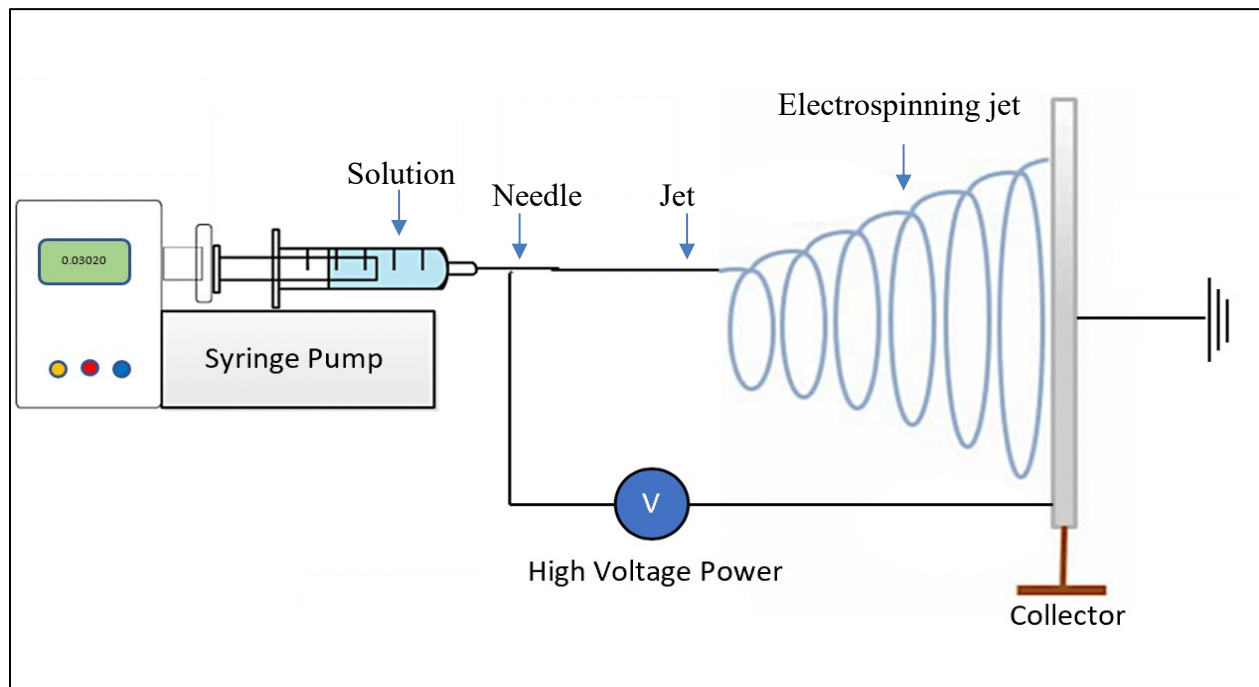 Electrospinning jet
Solution
Needle
Jet
0.03020
Syringe Pump
V
High Voltage Power
Collector